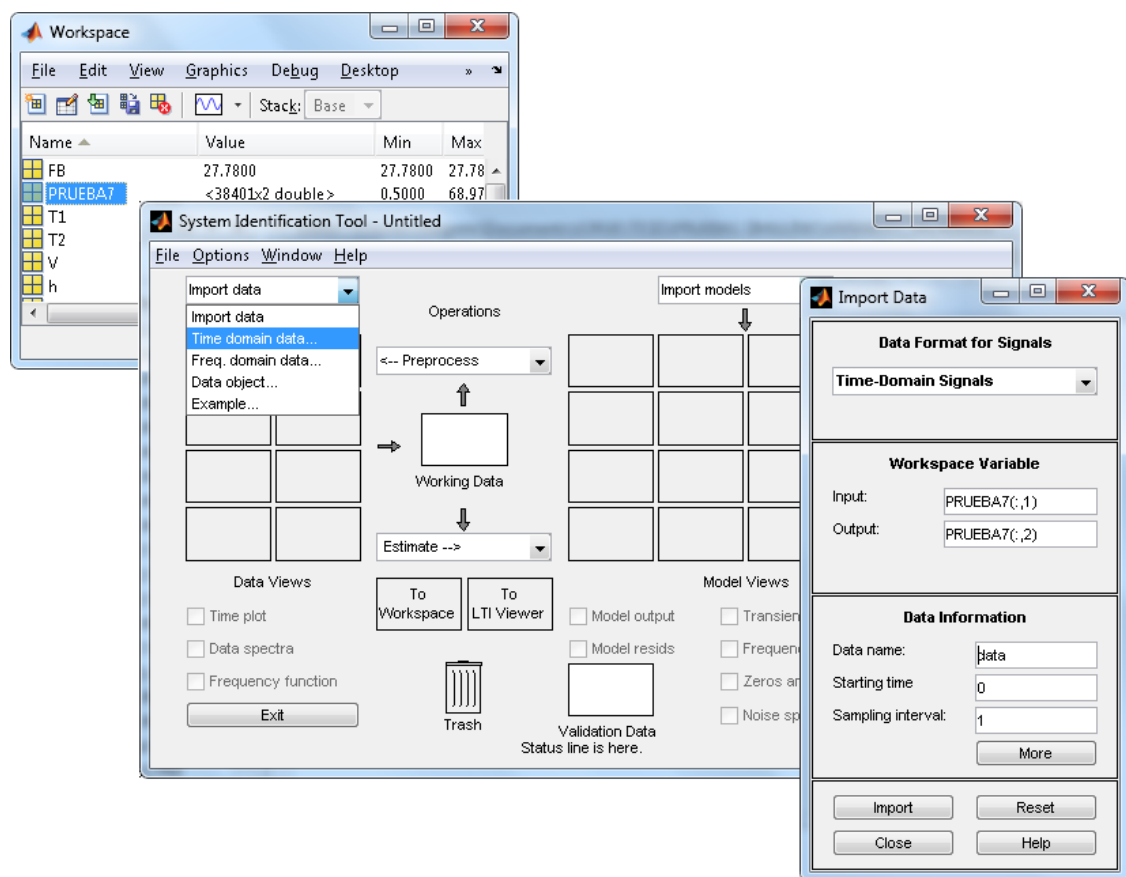 Workspace
File Edit View Graphics Debug Desktop »
Stack: Base
Name Value Min Max
FB 27.7800 27.7800 27.78
PRUEBA7 <38401x2 double> 0.5000 68.97
T1
T2
V
h
System Identification Tool - Untitled
File Options Window Help
Import data
Import data
Time domain data...
Freq. domain data...
Data object...
Example...
Operations
<-- Preprocess
Working Data
Estimate -->
Import models
Data Views
Time plot
Data spectra
Frequency function
Exit
To Workspace
To LTI Viewer
Trash
Model Views
Model output
Model resids
Transien
Frequen
Zeros ar
Noise sp
Validation Data
Status line is here.
Import Data
Data Format for Signals
Time-Domain Signals
Workspace Variable
Input: PRUEBA7(:,1)
Output: PRUEBA7(:,2)
Data Information
Data name: data
Starting time 0
Sampling interval: 1
More
Import Reset
Close Help